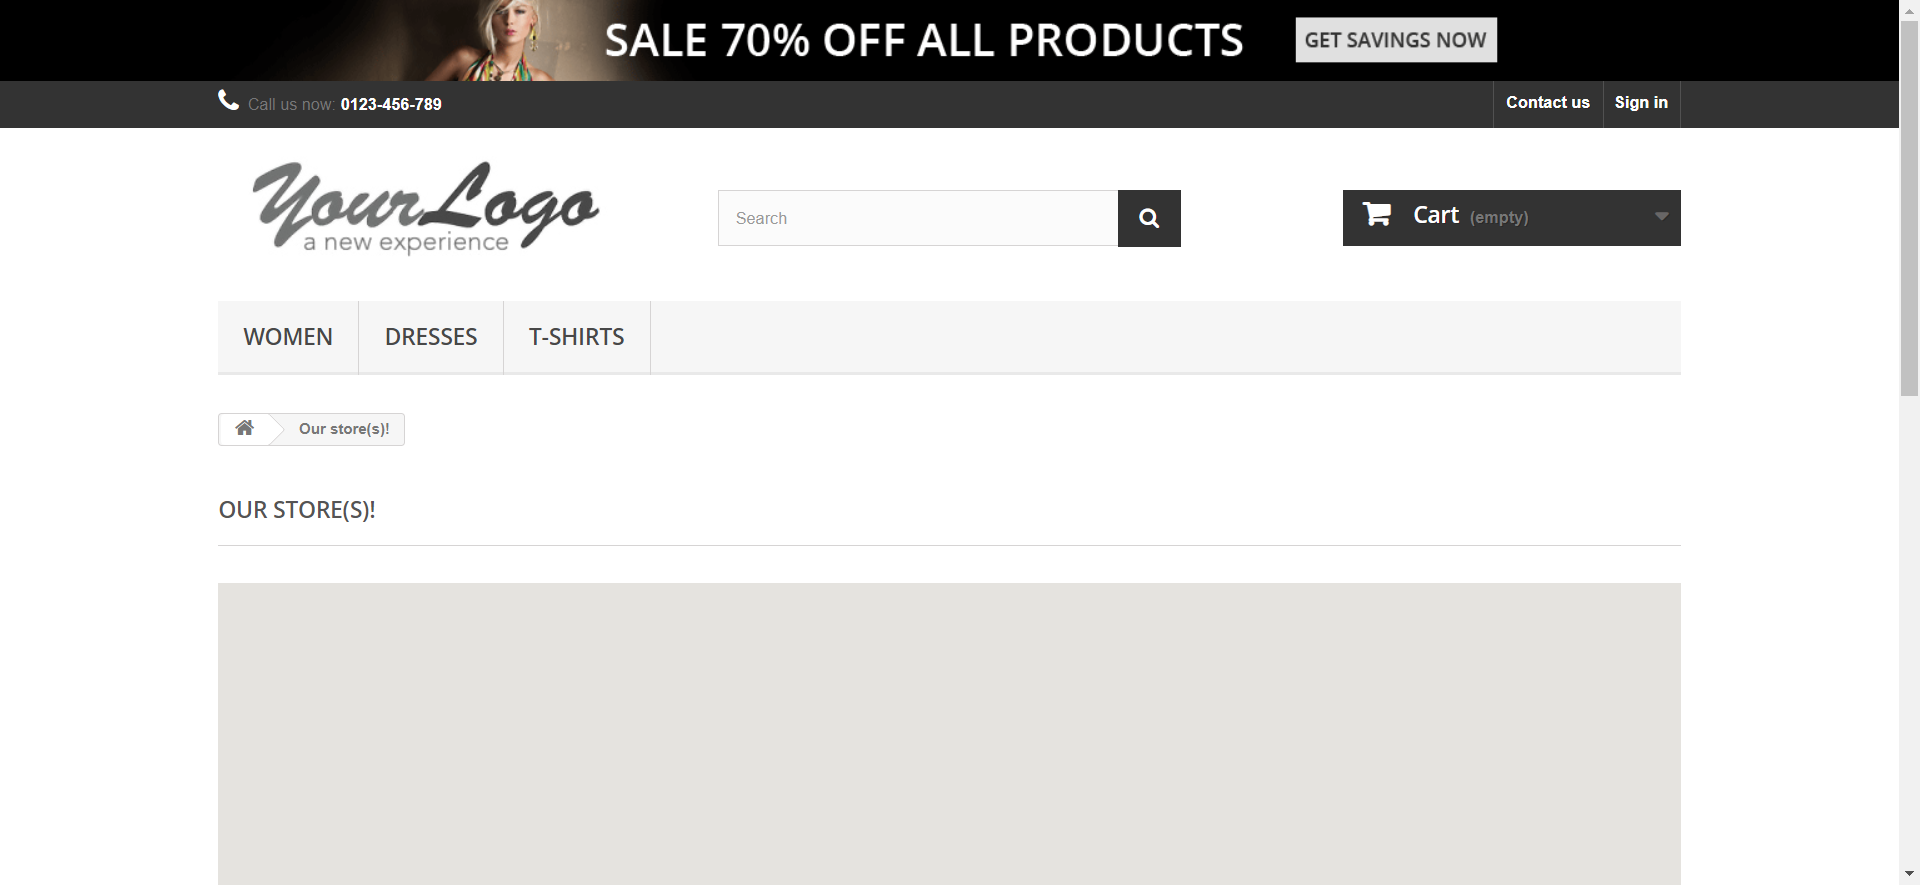 SALE 70% OFF ALL PRODUCTS
GET SAVINGS NOW
Call us now: 0123-456-789
Contact us
Sign in
YourLogo
a new experience
Search
Cart (empty)
WOMEN
DRESSES
T-SHIRTS
Our store(s)!
OUR STORE(S)!